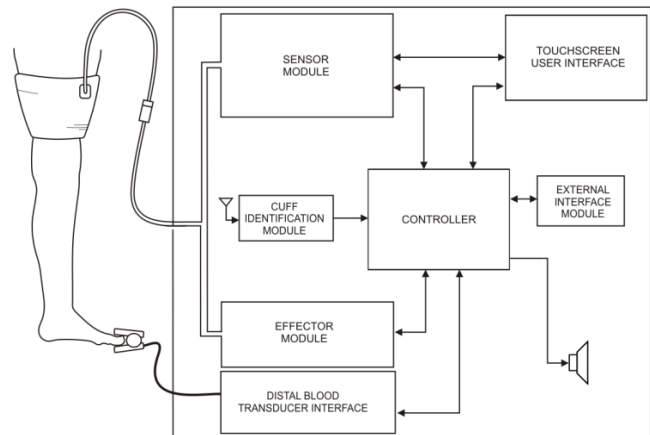 SENSOR
MODULE
TOUCHSCREEN
USER INTERFACE
CUFF
IDENTIFICATION
MODULE
CONTROLLER
EXTERNAL
INTERFACE
MODULE
EFFECTOR
MODULE
DISTAL BLOOD
TRANSDUCER INTERFACE